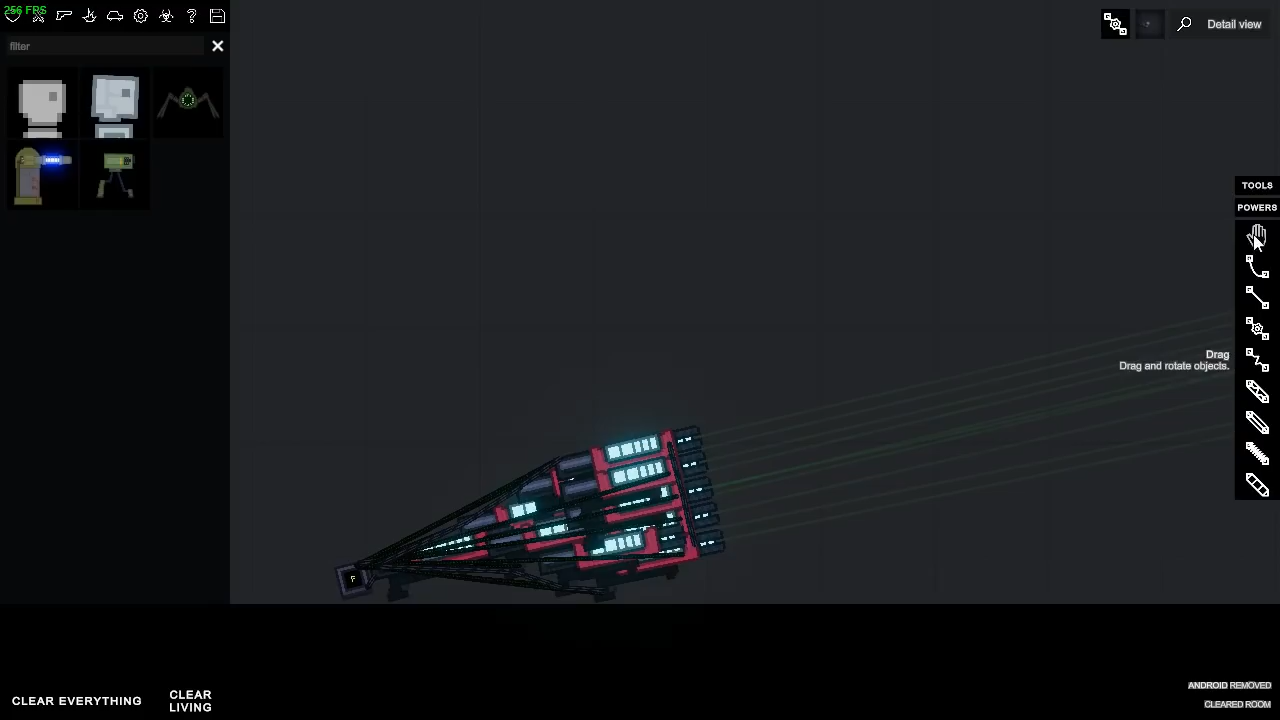 256 FPS
filter
Detail view
TOOLS
POWERS
Drag
Drag and rotate objects.
F
CLEAR EVERYTHING
CLEAR
LIVING
ANDROID REMOVED
CLEARED ROOM